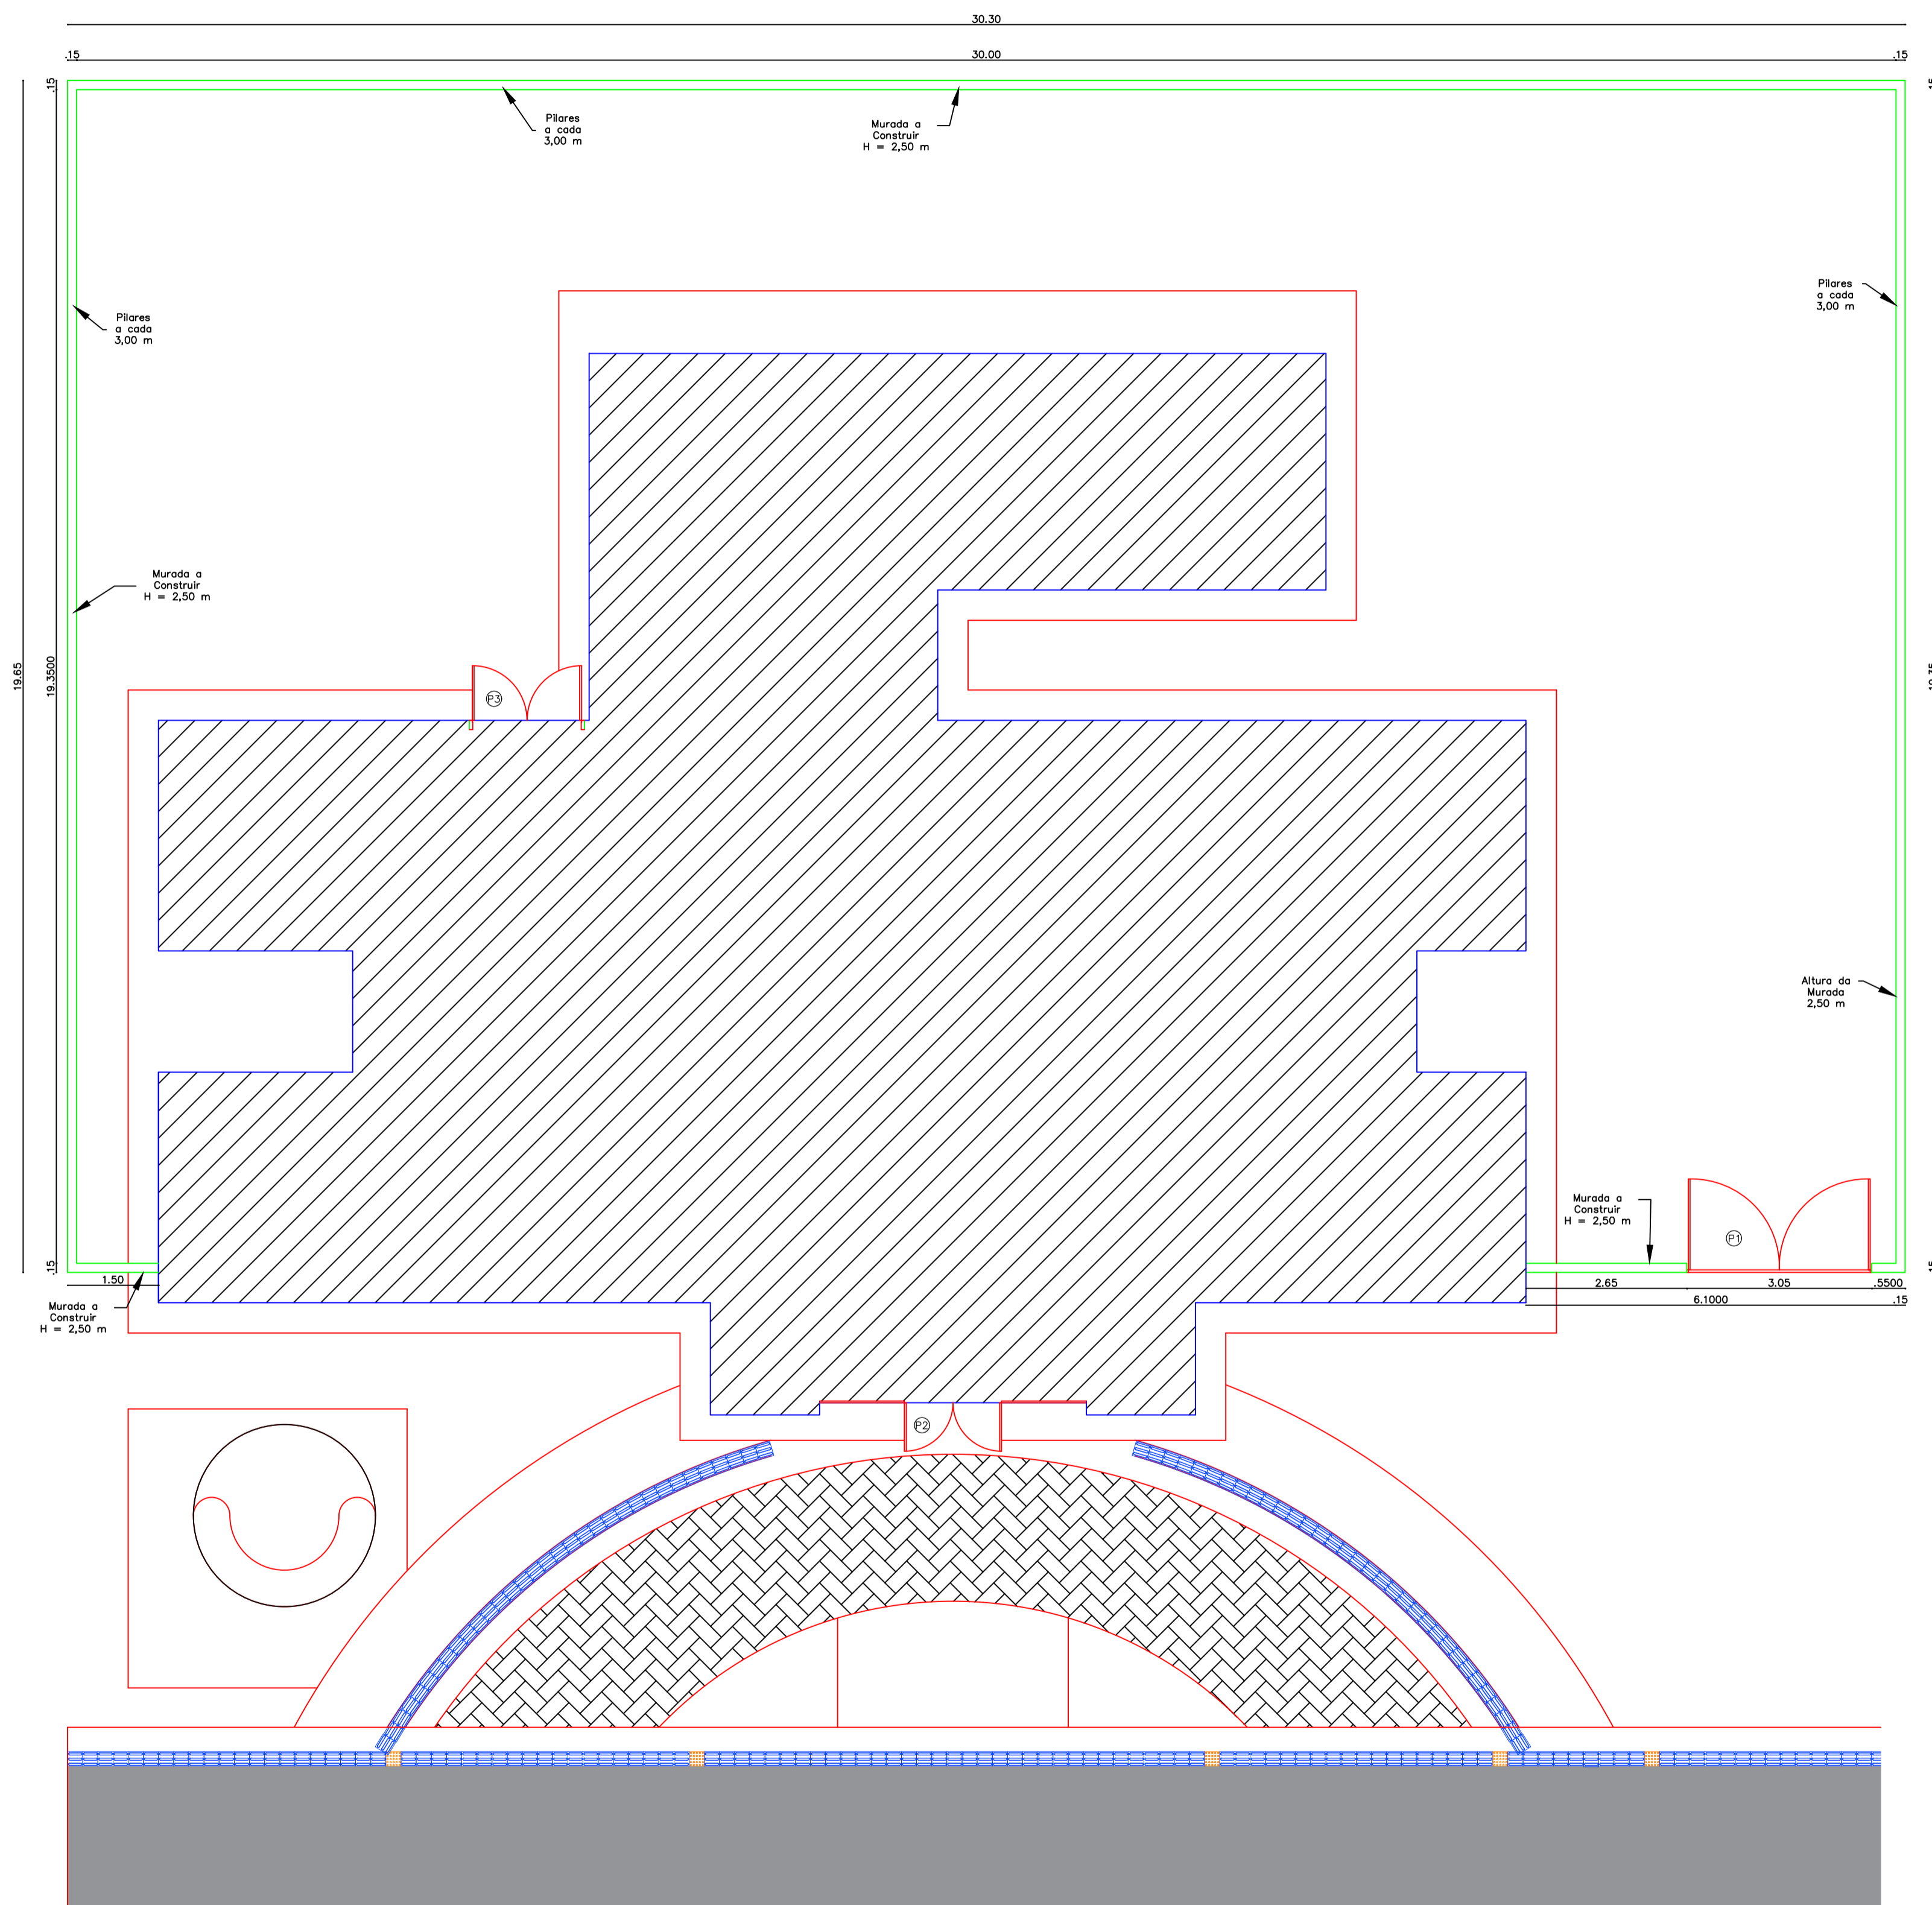 30.30
.15
30.00
.15
.15
Pilares
a cada
3,00 m
Murada a
Construir
H = 2,50 m
Pilares
a cada
3,00 m
Pilares
a cada
3,00 m
Murada a
Construir
H = 2,50 m
19.65
19.3500
P3
Altura da
Murada
2,50 m
Murada a
Construir
H = 2,50 m
P1
.15
1.50
2.65
3.05
.5500
6.1000
.15
Murada a
Construir
H = 2,50 m
P2